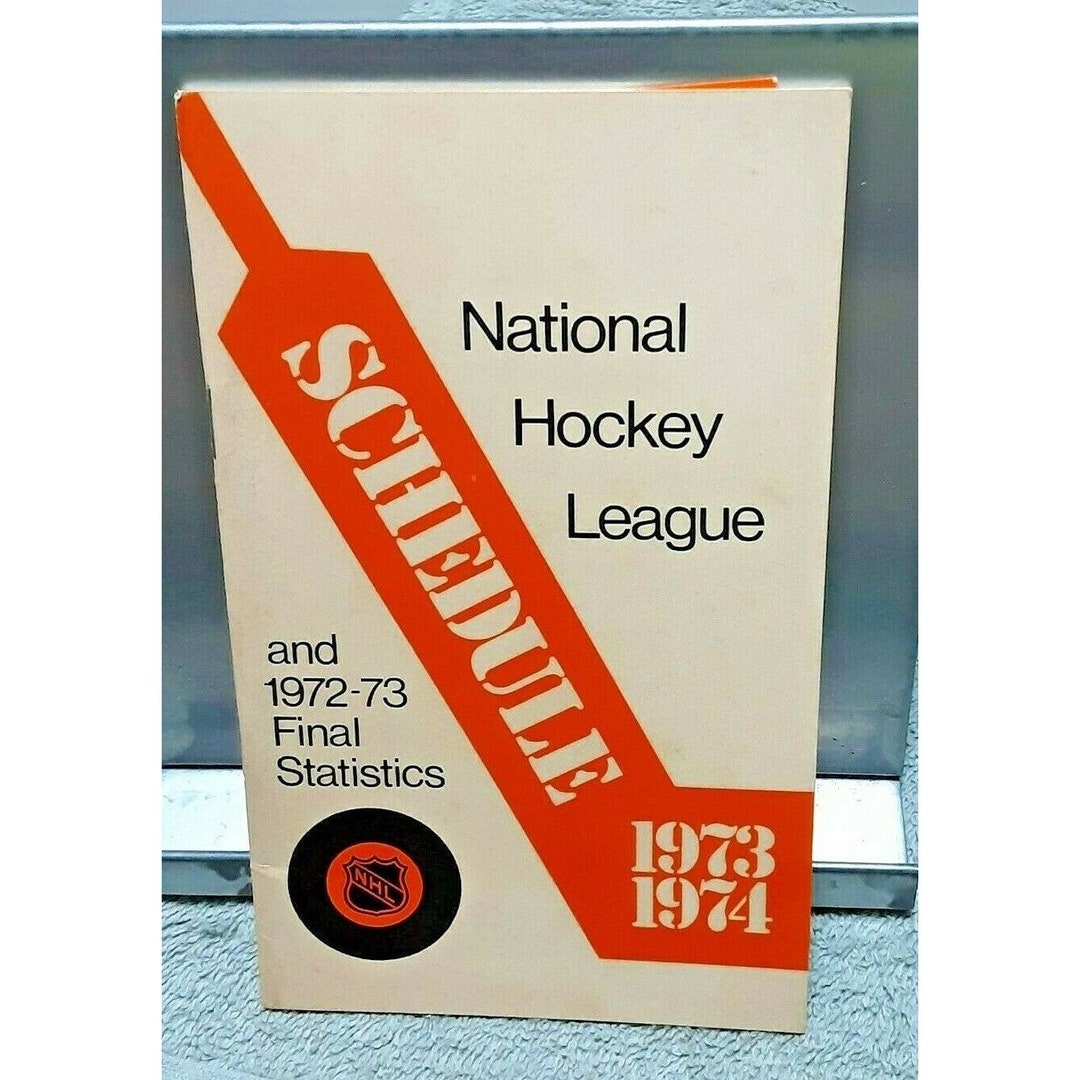 National
Hockey
League
SCHEDULE
and
1972-73
Final
Statistics
1973
1974
NHL